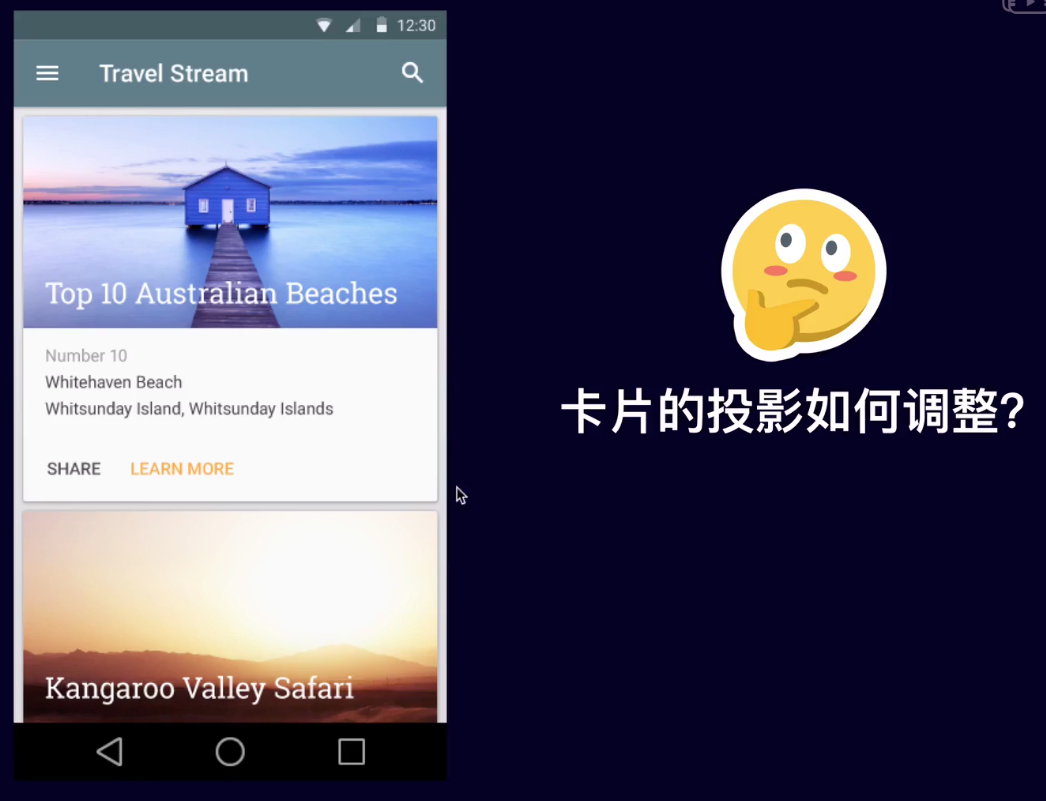 12:30
Travel Stream
Top 10 Australian Beaches
Number 10
Whitehaven Beach
Whitsunday Island, Whitsunday Islands
SHARE LEARN MORE
Kangaroo Valley Safari
卡片的投影如何调整?